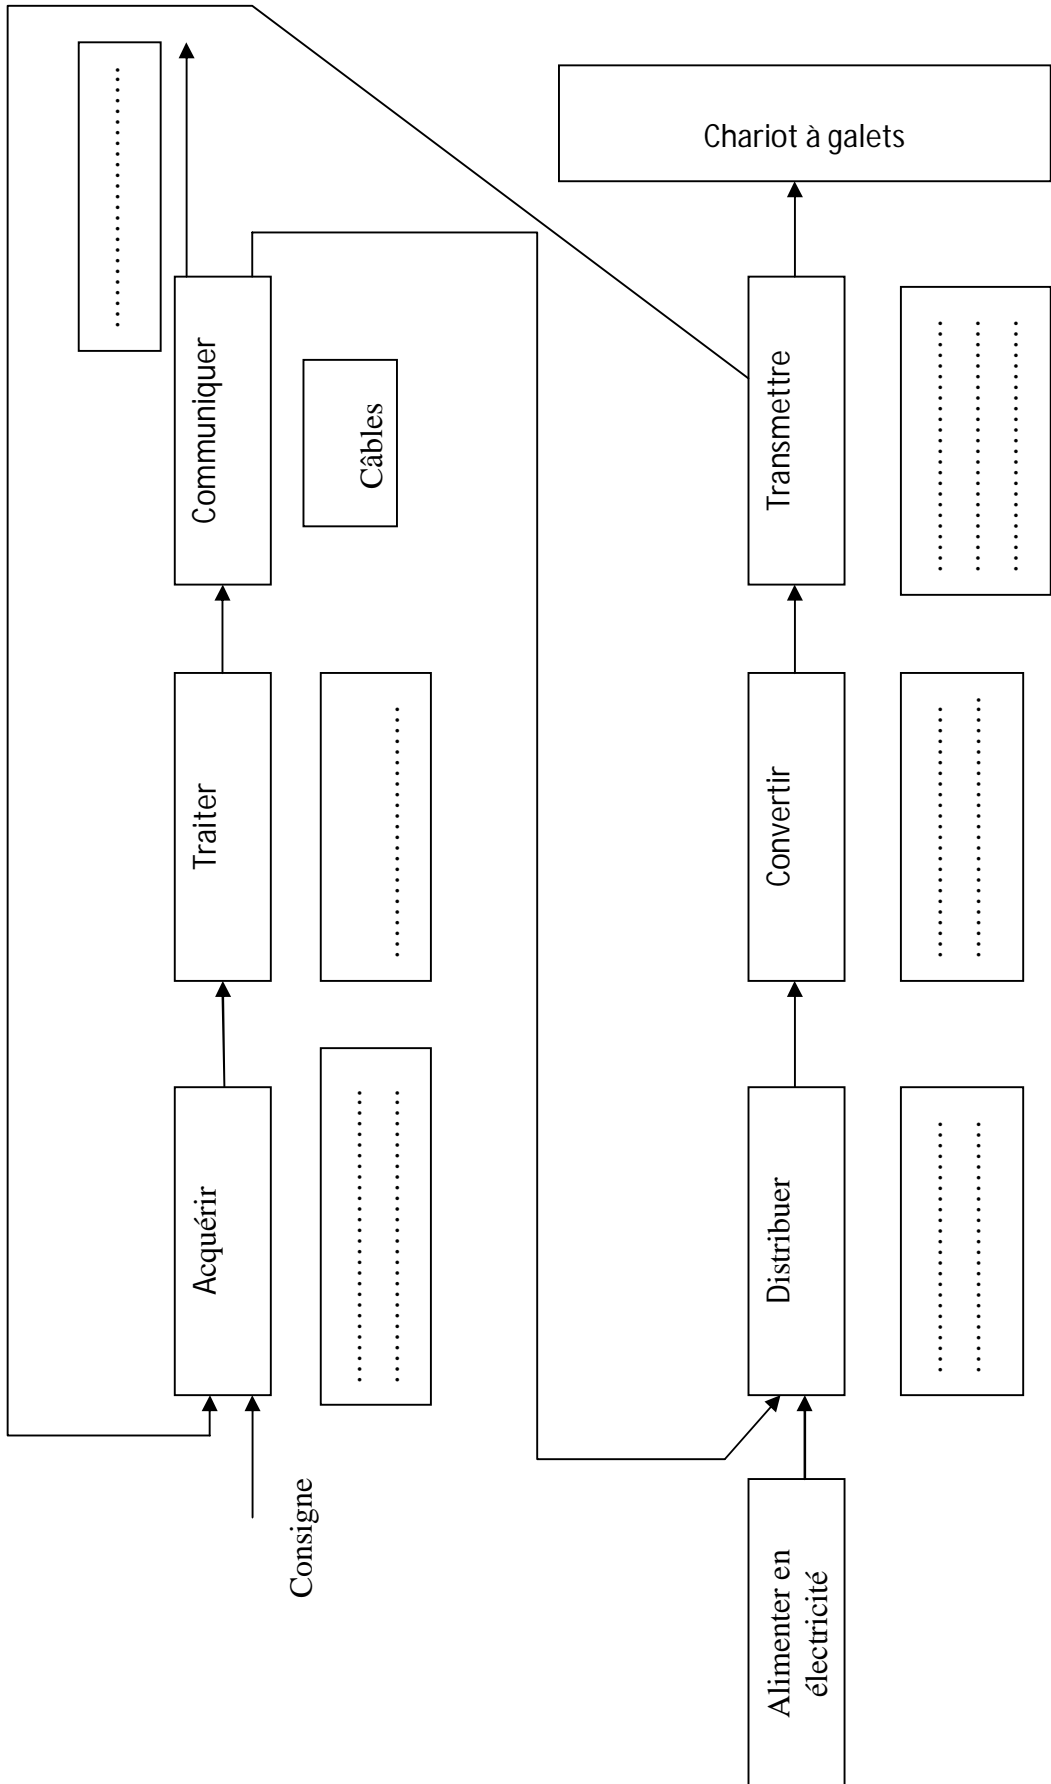 Consigne
Acquérir
Traiter
Communiquer
Câbles
Alimenter en
électricité
Distribuer
Convertir
Transmettre
Chariot à galets